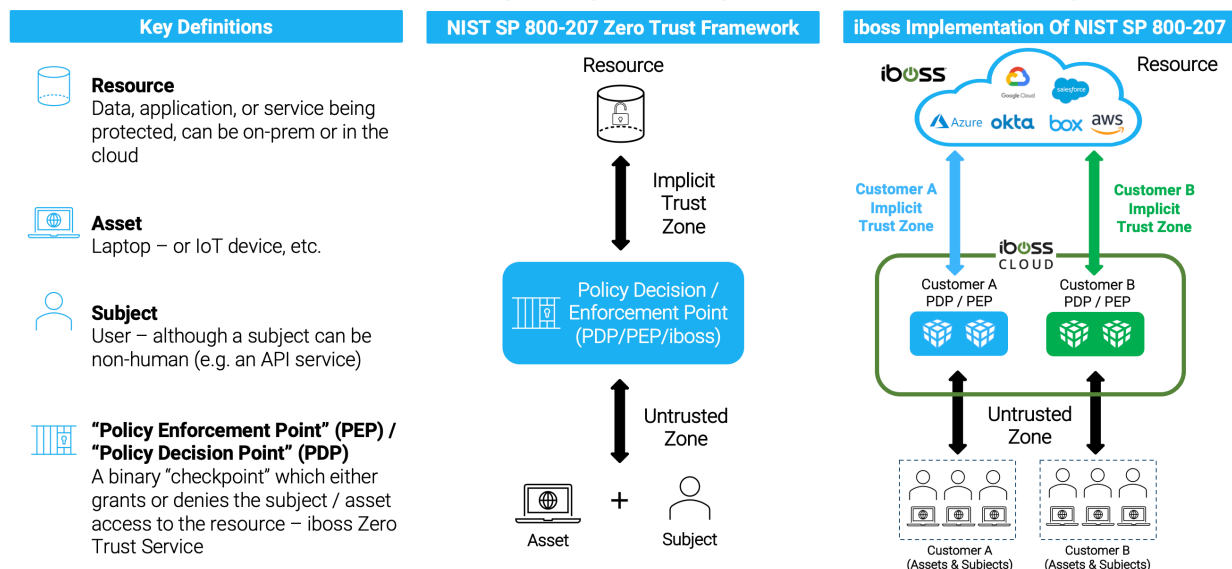 Key Definitions
Resource
Data, application, or service being
protected, can be on-prem or in the
cloud
Asset
Laptop – or IoT device, etc.
Subject
User – although a subject can be
non-human (e.g. an API service)
“Policy Enforcement Point” (PEP) /
“Policy Decision Point” (PDP)
A binary “checkpoint” which either
grants or denies the subject / asset
access to the resource – iboss Zero
Trust Service
NIST SP 800-207 Zero Trust Framework
Resource
Implicit
Trust
Zone
Policy Decision /
Enforcement Point
(PDP/PEP/iboss)
Untrusted
Zone
+
Asset
Subject
iboss Implementation Of NIST SP 800-207
iboss
Resource
Google Cloud
salesforce
Azure
okta
box
aws
Customer A
Implicit
Trust Zone
Customer B
Implicit
Trust Zone
iboss
CLOUD
Customer A
PDP / PEP
Customer B
PDP / PEP
Untrusted
Zone
Customer A
(Assets & Subjects)
Customer B
(Assets & Subjects)